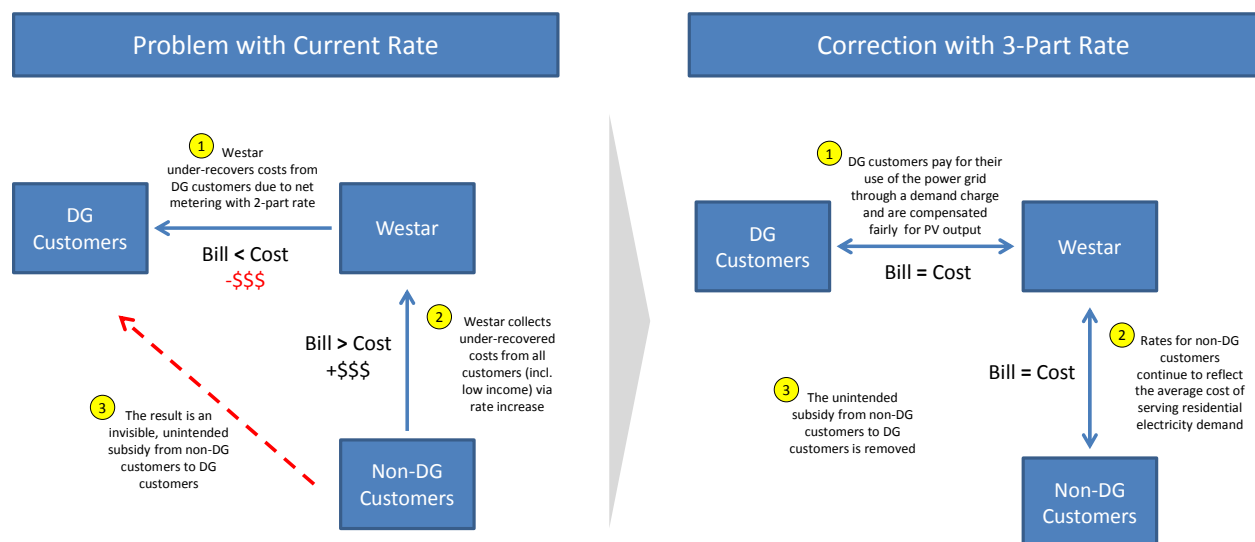 Problem with Current Rate
1
Westar
under-recovers costs from
DG customers due to net
metering with 2-part rate
DG
Customers
Westar
Bill < Cost
-$$$
Bill > Cost
+$$$
2
Westar collects
under-recovered
costs from all
customers (incl.
low income) via
rate increase
3
The result is an
invisible, unintended
subsidy from non-DG
customers to DG
customers
Non-DG
Customers
Correction with 3-Part Rate
1
DG customers pay for their
use of the power grid
through a demand charge
and are compensated
fairly for PV output
DG
Customers
Westar
Bill = Cost
Bill = Cost
2
Rates for non-DG
customers
continue to reflect
the average cost of
serving residential
electricity demand
3
The unintended
subsidy from non-DG
customers to DG
customers is removed
Non-DG
Customers